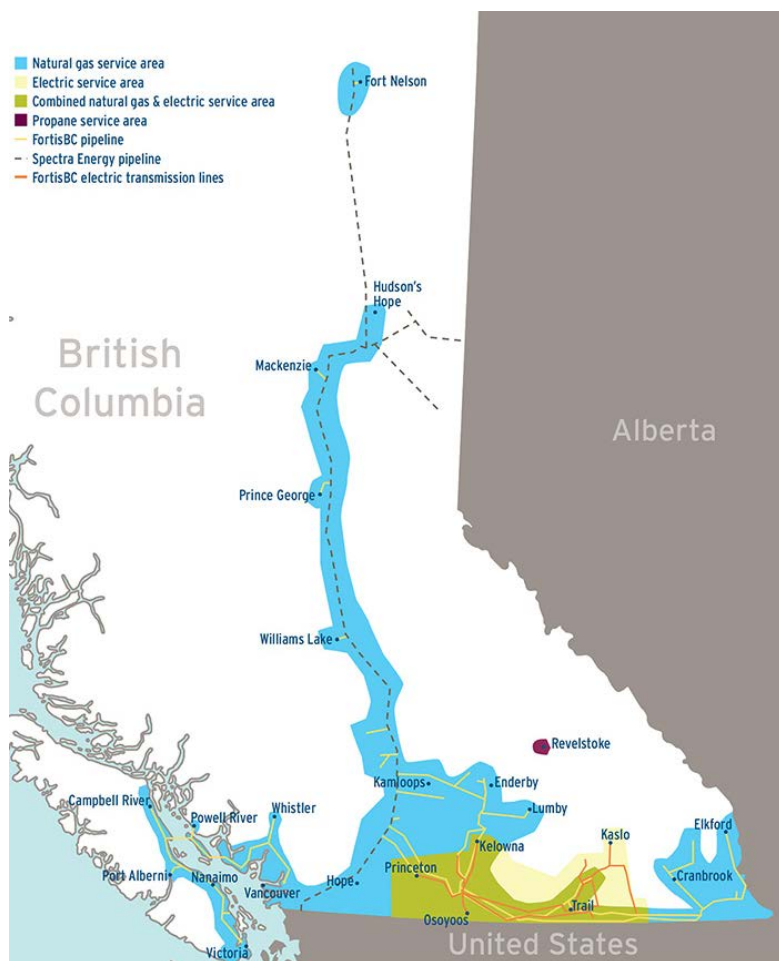 Natural gas service area
Electric service area
Combined natural gas & electric service area
Propane service area
FortisBC pipeline
Spectra Energy pipeline
FortisBC electric transmission lines
Fort Nelson
Hudson's
Hope
British
Columbia
Mackenzie
Alberta
Prince George
Williams Lake
Revelstoke
Kamloops
Enderby
Campbell River
Powell River
Whistler
Lumby
Elkford
Kaslo
Kelowna
Port Alberni
Nanaimo
Vancouver
Hope
Princeton
Cranbrook
Trail
Osoyoos
Victoria
United States